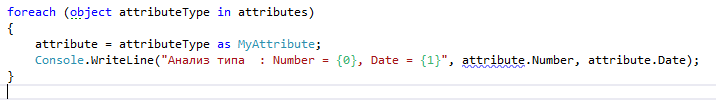 foreach (object attributeType in attributes)
{
attribute = attributeType as MyAttribute;
Console.WriteLine("Анализ типа  : Number = {0}, Date = {1}", attribute.Number, attribute.Date);
}